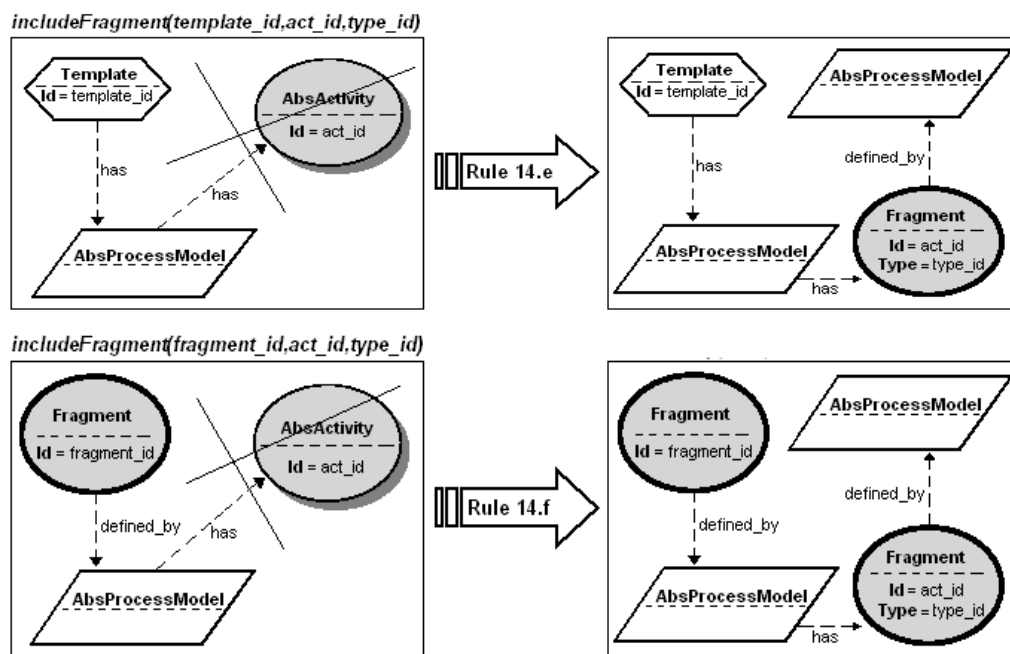 includeFragment(template_id,act_id,type_id)
Template
Id = template_id
has
AbsProcessModel
AbsActivity
Id = act_id
has
Rule 14.e
Template
Id = template_id
has
AbsProcessModel
has
AbsProcessModel
defined_by
Fragment
Id = act_id
Type = type_id
includeFragment(fragment_id,act_id,type_id)
Fragment
Id = fragment_id
defined_by
AbsProcessModel
AbsActivity
Id = act_id
has
Rule 14.f
Fragment
Id = fragment_id
defined_by
AbsProcessModel
has
AbsProcessModel
defined_by
Fragment
Id = act_id
Type = type_id